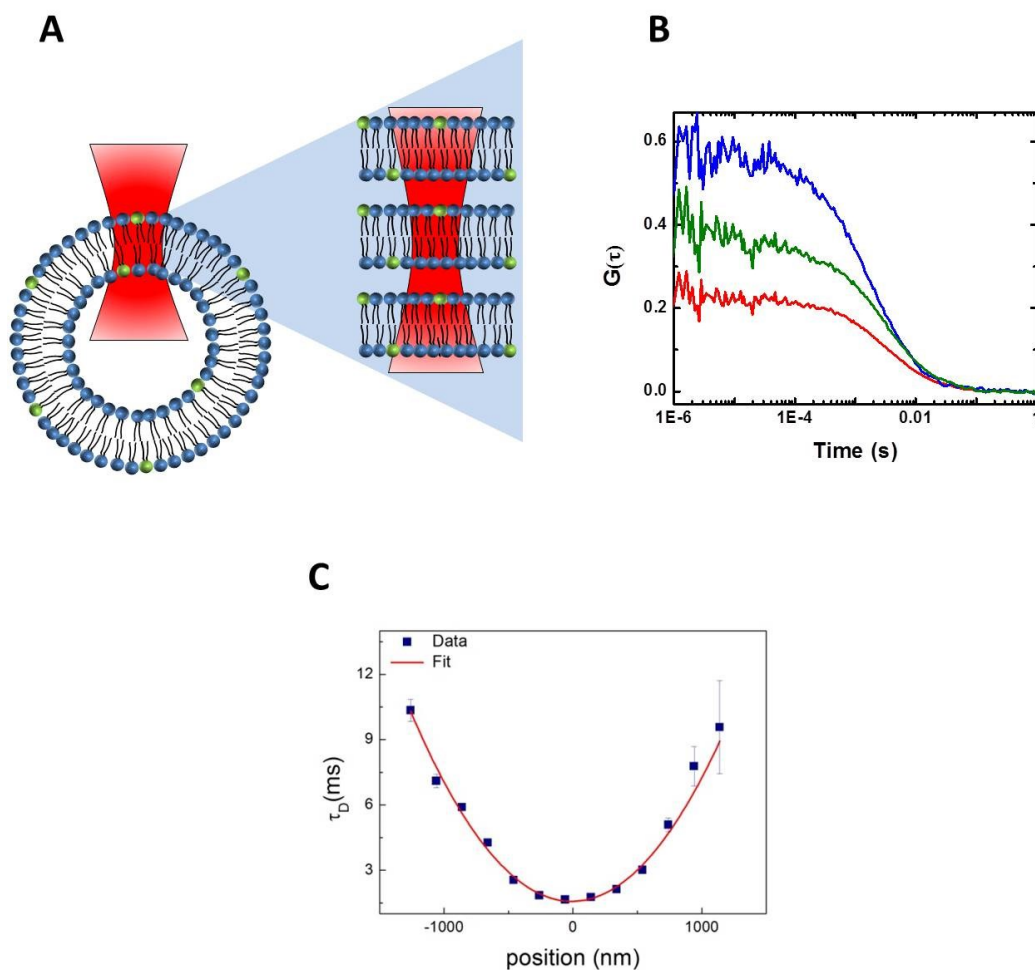 A
B
G(τ)
0.6
0.4
0.2
0.0
1E-6
1E-4
0.01
1
Time (s)
C
Data
Fit
τD(ms)
12
9
6
3
-1000
0
1000
position (nm)